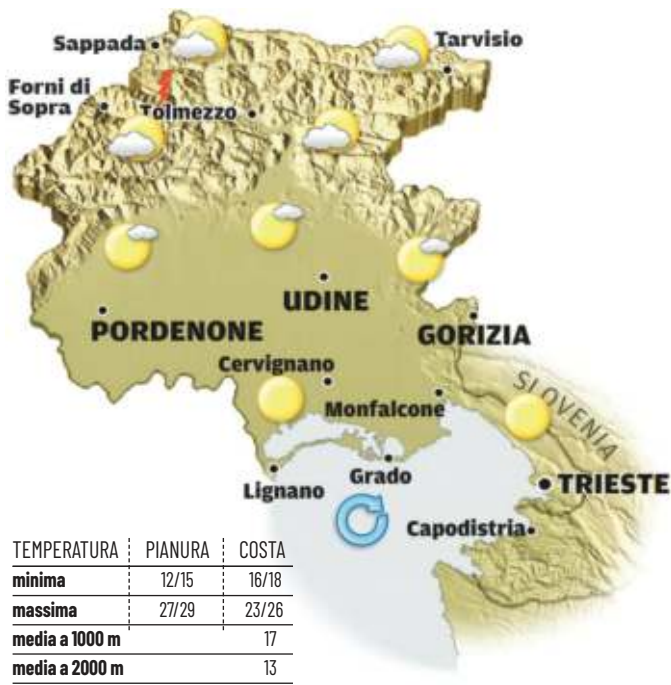 Sappada
Tarvisio
Forni di
Sopra
Tolmezzo
UDINE
PORDENONE
GORIZIA
Cervignano
Monfalcone
SLOVENIA
Lignano
Grado
TRIESTE
Capodistria
TEMPERATURA PIANURA COSTA
minima 12/15 16/18
massima 27/29 23/26
media a 1000 m 17
media a 2000 m 13